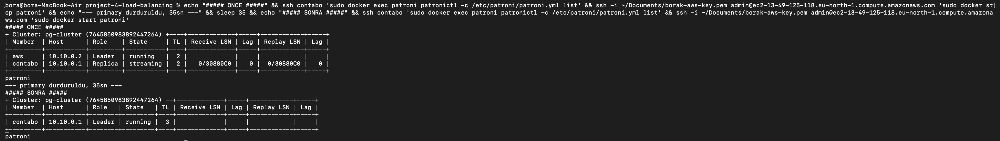 [bora@bora-MacBook-Air project-4-load-balancing % echo "##### ONCE #####" && ssh contabo 'sudo docker exec patroni patronictl -c /etc/patroni/patroni.yml list' && ssh -i ~/Documents/borak-aws-key.pem admin@ec2-13-49-125-118.eu-north-1.compute.amazonaws.com 'sudo docker st]
op patroni' && echo "--- primary durduruldu, 35sn ---" && sleep 35 && echo "##### SONRA #####" && ssh contabo 'sudo docker exec patroni patronictl -c /etc/patroni/patroni.yml list' && ssh -i ~/Documents/borak-aws-key.pem admin@ec2-13-49-125-118.eu-north-1.compute.amazona
ws.com 'sudo docker start patroni'
##### ONCE #####
+ Cluster: pg-cluster (7645850983892447264) +----+-------------+-----+------------+-----+
| Member  | Host      | Role    | State     | TL | Receive LSN | Lag | Replay LSN | Lag |
+---------+-----------+---------+-----------+----+-------------+-----+------------+-----+
| aws     | 10.10.0.2 | Leader  | running   |  2 |             |     |            |     |
| contabo | 10.10.0.1 | Replica | streaming |  2 |   0/30880C0 |   0 |  0/30880C0 |   0 |
+---------+-----------+---------+-----------+----+-------------+-----+------------+-----+
patroni
--- primary durduruldu, 35sn ---
##### SONRA #####
+ Cluster: pg-cluster (7645850983892447264) --+-------------+-----+------------+-----+
| Member  | Host      | Role   | State   | TL | Receive LSN | Lag | Replay LSN | Lag |
+---------+-----------+--------+---------+----+-------------+-----+------------+-----+
| contabo | 10.10.0.1 | Leader | running |  3 |             |     |            |     |
+---------+-----------+--------+---------+----+-------------+-----+------------+-----+
patroni